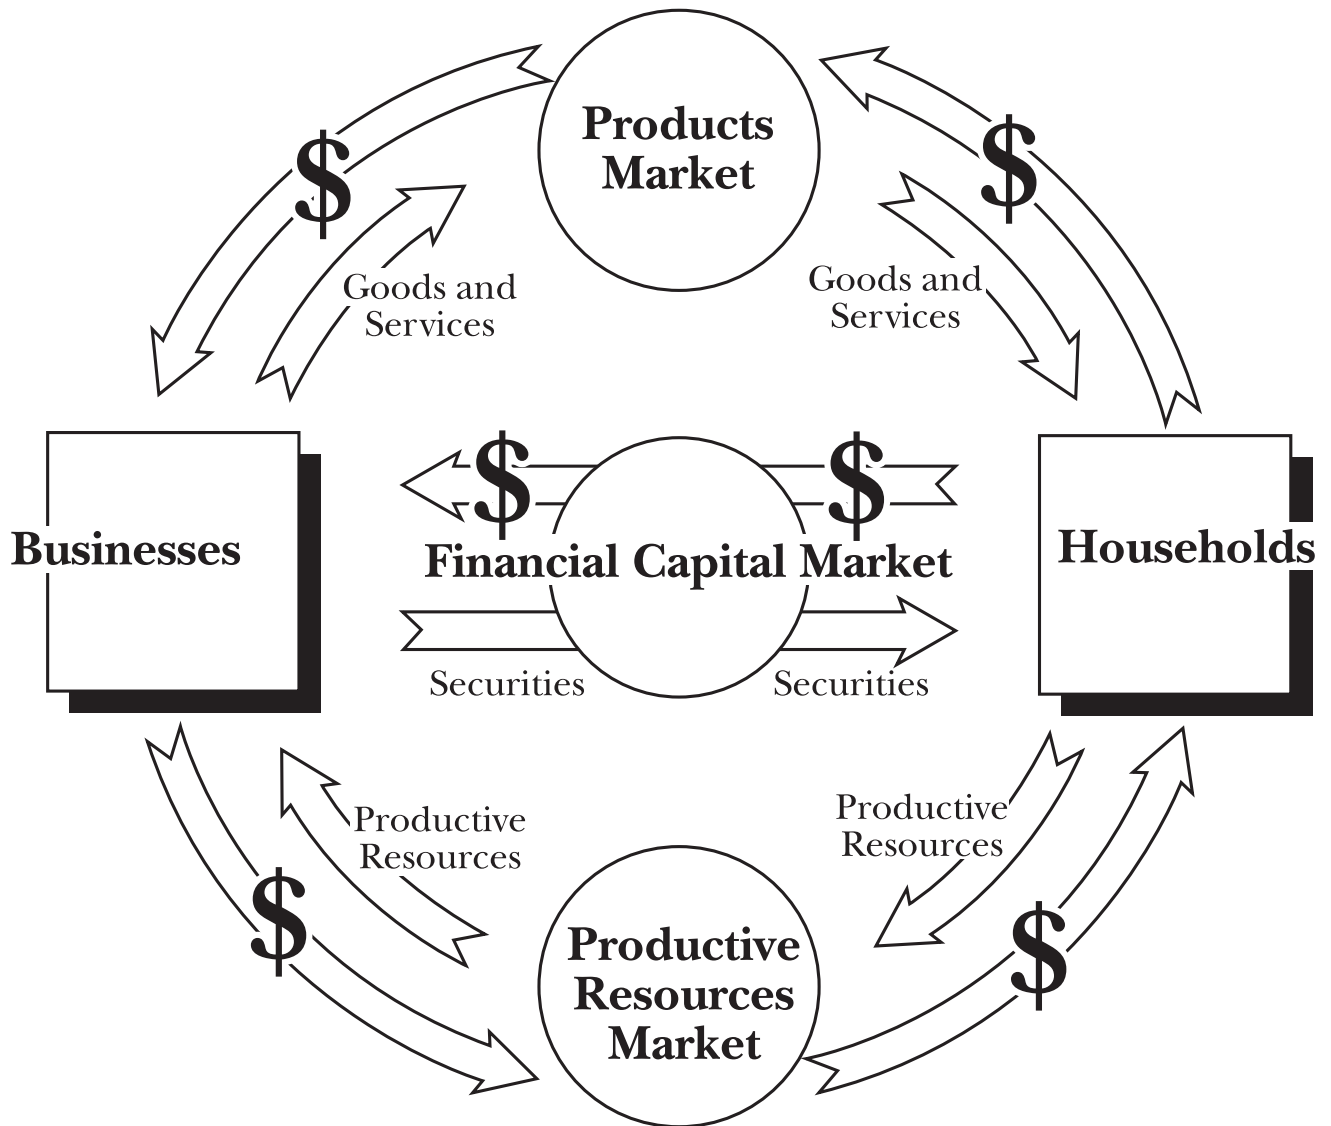 Products
Market
$
$
Goods and
Services
Goods and
Services
$
$
Businesses
Financial Capital Market
Households
Securities
Securities
Productive
Resources
Productive
Resources
$
$
Productive
Resources
Market